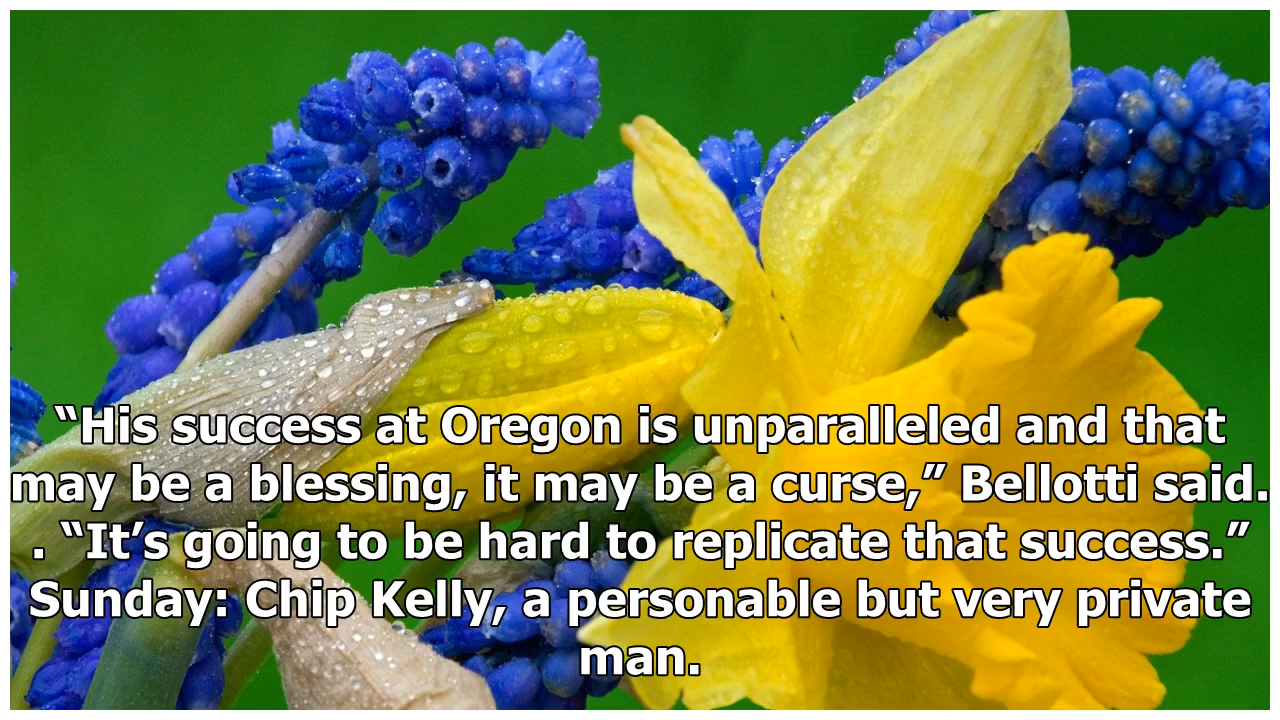 “His success at Oregon is unparalleled and that
may be a blessing, it may be a curse,” Bellotti said.
. “It’s going to be hard to replicate that success.”
Sunday: Chip Kelly, a personable but very private
man.